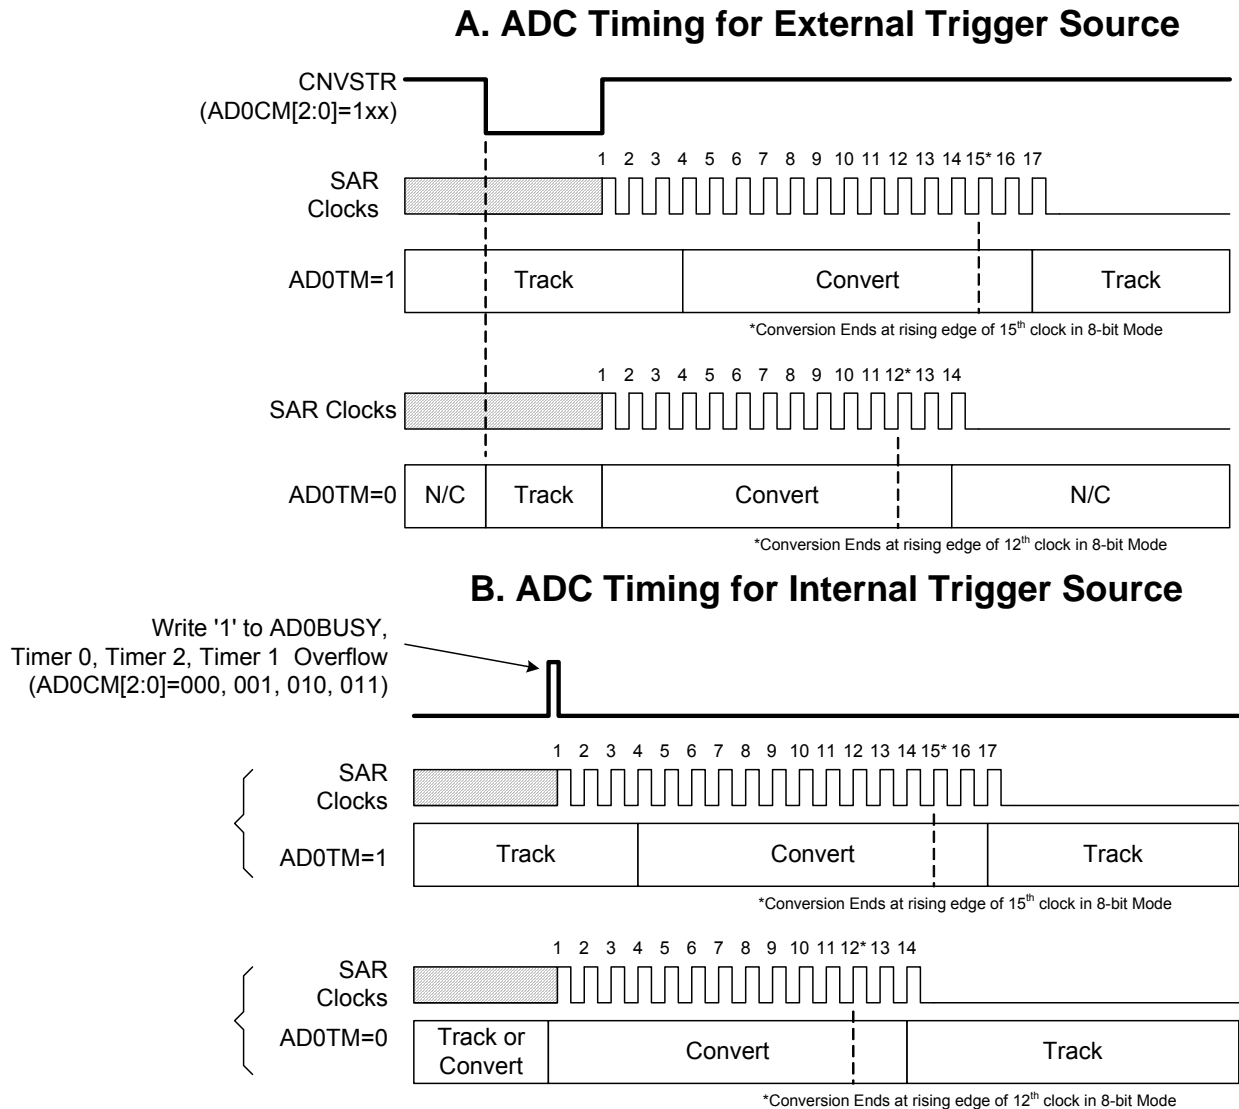 A. ADC Timing for External Trigger Source
CNVSTR
(AD0CM[2:0]=1xx)
1 2 3 4 5 6 7 8 9 10 11 12 13 14 15* 16 17
SAR
Clocks
AD0TM=1
Track
Convert
Track
*Conversion Ends at rising edge of 15th clock in 8-bit Mode
1 2 3 4 5 6 7 8 9 10 11 12* 13 14
SAR Clocks
AD0TM=0
N/C
Track
Convert
N/C
*Conversion Ends at rising edge of 12th clock in 8-bit Mode
B. ADC Timing for Internal Trigger Source
Write '1' to AD0BUSY,
Timer 0, Timer 2, Timer 1 Overflow
(AD0CM[2:0]=000, 001, 010, 011)
1 2 3 4 5 6 7 8 9 10 11 12 13 14 15* 16 17
SAR
Clocks
AD0TM=1
Track
Convert
Track
*Conversion Ends at rising edge of 15th clock in 8-bit Mode
1 2 3 4 5 6 7 8 9 10 11 12* 13 14
SAR
Clocks
AD0TM=0
Track or
Convert
Convert
Track
*Conversion Ends at rising edge of 12th clock in 8-bit Mode